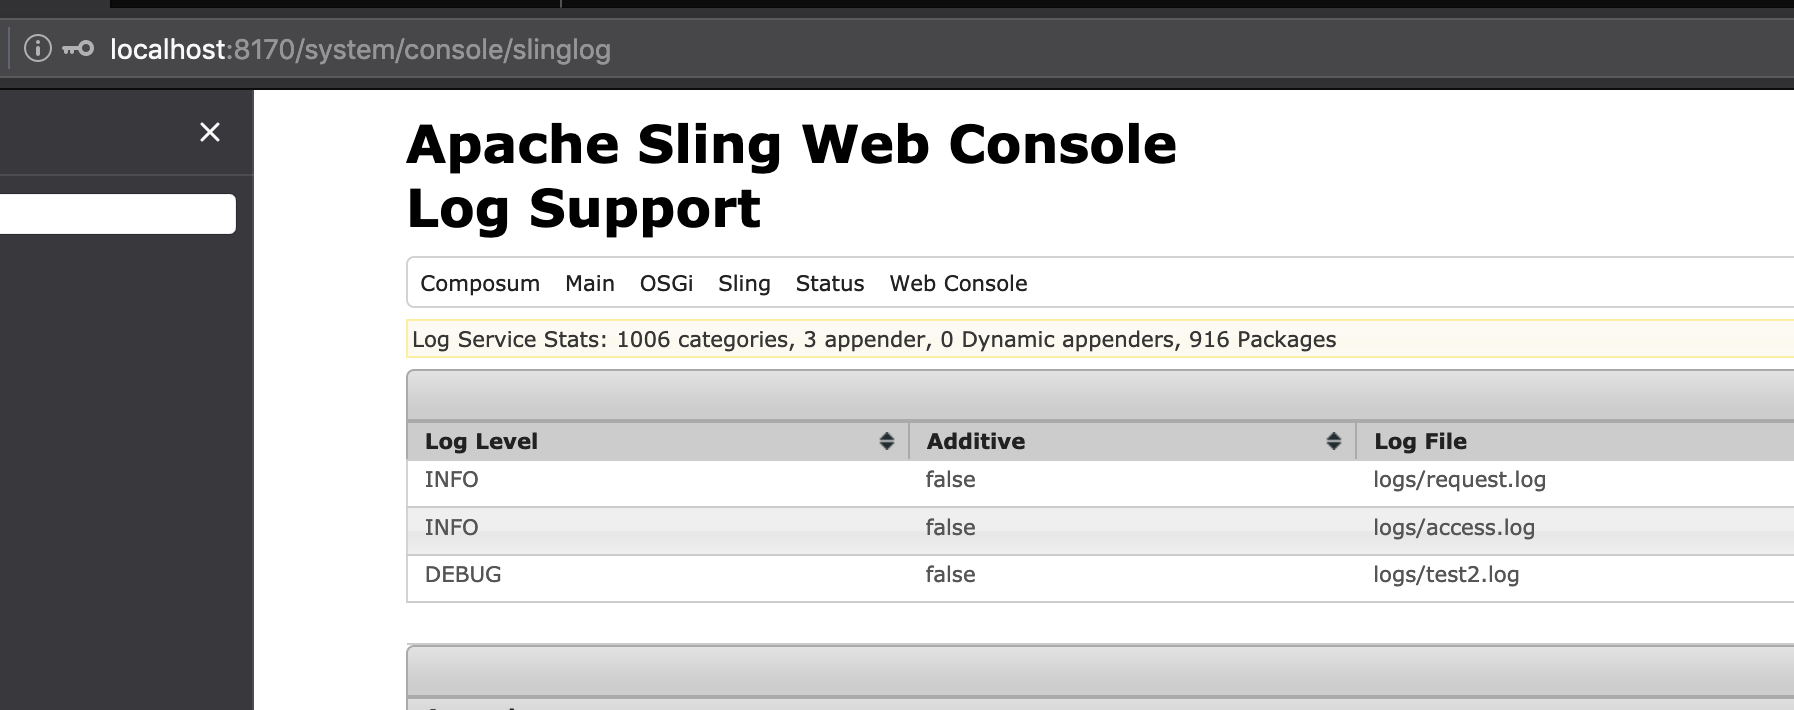 localhost:8170/system/console/slinglog
Apache Sling Web Console
Log Support
Composum Main OSGi Sling Status Web Console
Log Service Stats: 1006 categories, 3 appender, 0 Dynamic appenders, 916 Packages
Log Level Additive Log File
INFO false logs/request.log
INFO false logs/access.log
DEBUG false logs/test2.log